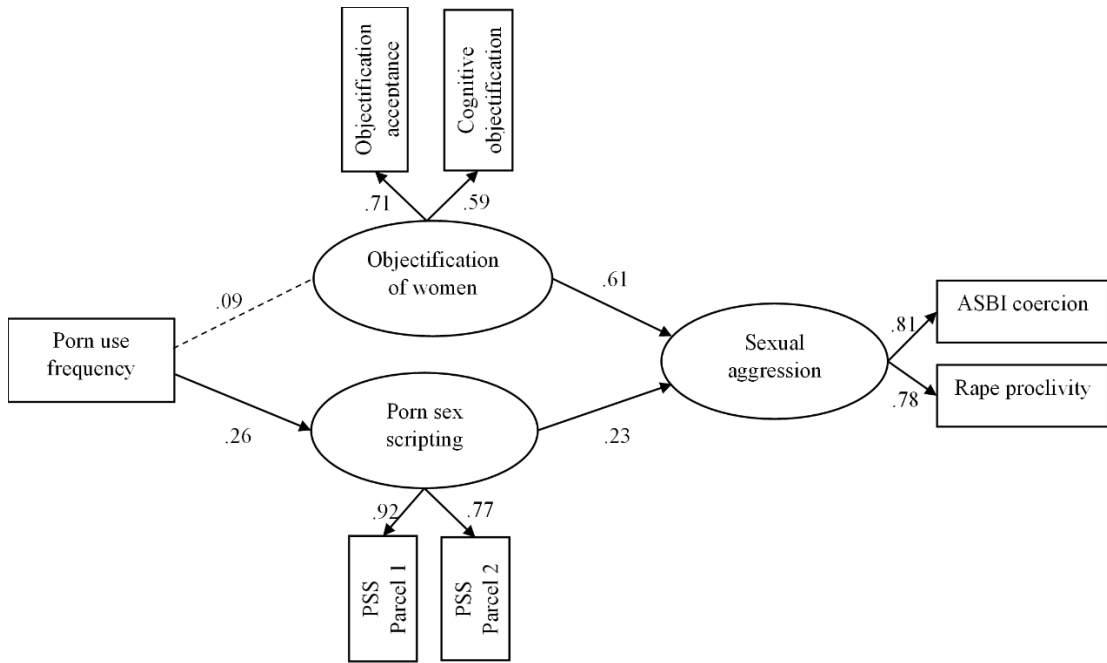 Objectification
acceptance
Cognitive
objectification
.71
.59
Objectification
of women
.09
.61
Porn use
frequency
Sexual
aggression
.81
ASBI coercion
.78
Rape proclivity
Porn sex
scripting
.26
.23
.92
.77
PSS
Parcel 1
PSS
Parcel 2